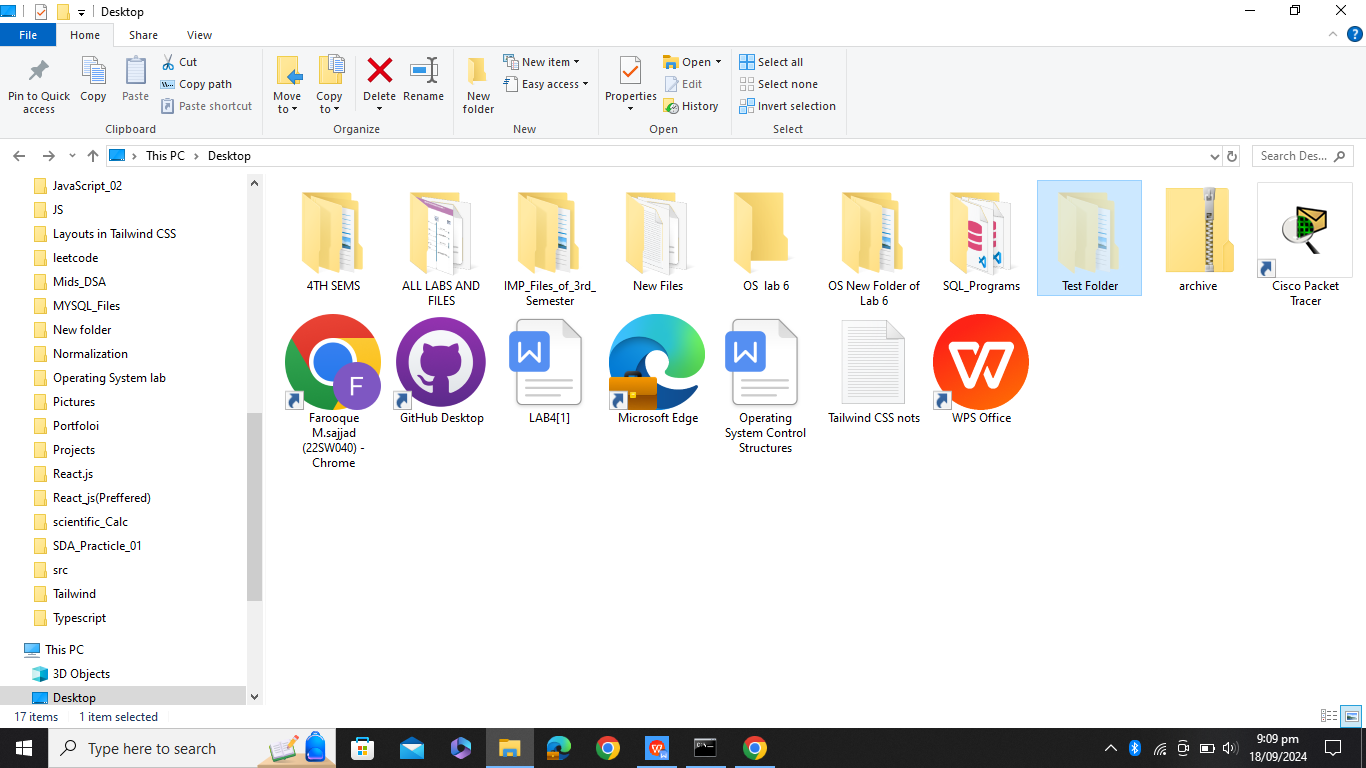 Desktop
File
Home
Share
View
Pin to Quick
access
Copy
Paste
Cut
Copy path
Paste shortcut
Clipboard
Move
to
Copy
to
Delete
Rename
Organize
New
folder
New item
Easy access
New
Properties
Open
Edit
History
Open
Select all
Select none
Invert selection
Select
This PC
Desktop
Search Des...
JavaScript_02
JS
Layouts in Tailwind CSS
leetcode
Mids_DSA
MYSQL_Files
New folder
Normalization
Operating System lab
Pictures
Portfoloi
Projects
React.js
React_js(Preffered)
scientific_Calc
SDA_Practicle_01
src
Tailwind
Typescript
This PC
3D Objects
Desktop
4TH SEMS
ALL LABS AND
FILES
IMP_Files_of_3rd_
Semester
New Files
OS  lab 6
OS New Folder of
Lab 6
SQL_Programs
Test Folder
archive
Cisco Packet
Tracer
F
Farooque
M.sajjad
(22SW040) -
Chrome
GitHub Desktop
W
LAB4[1]
Microsoft Edge
W
Operating
System Control
Structures
Tailwind CSS nots
W
WPS Office
17 items
1 item selected
Type here to search
9:09 pm
18/09/2024